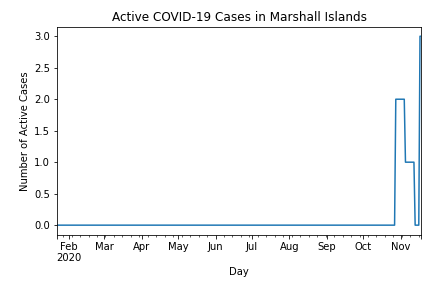 Active COVID-19 Cases in Marshall Islands
Number of Active Cases
3.0
2.5
2.0
1.5
1.0
0.5
0.0
Feb Mar Apr May Jun Jul Aug Sep Oct Nov
2020
Day